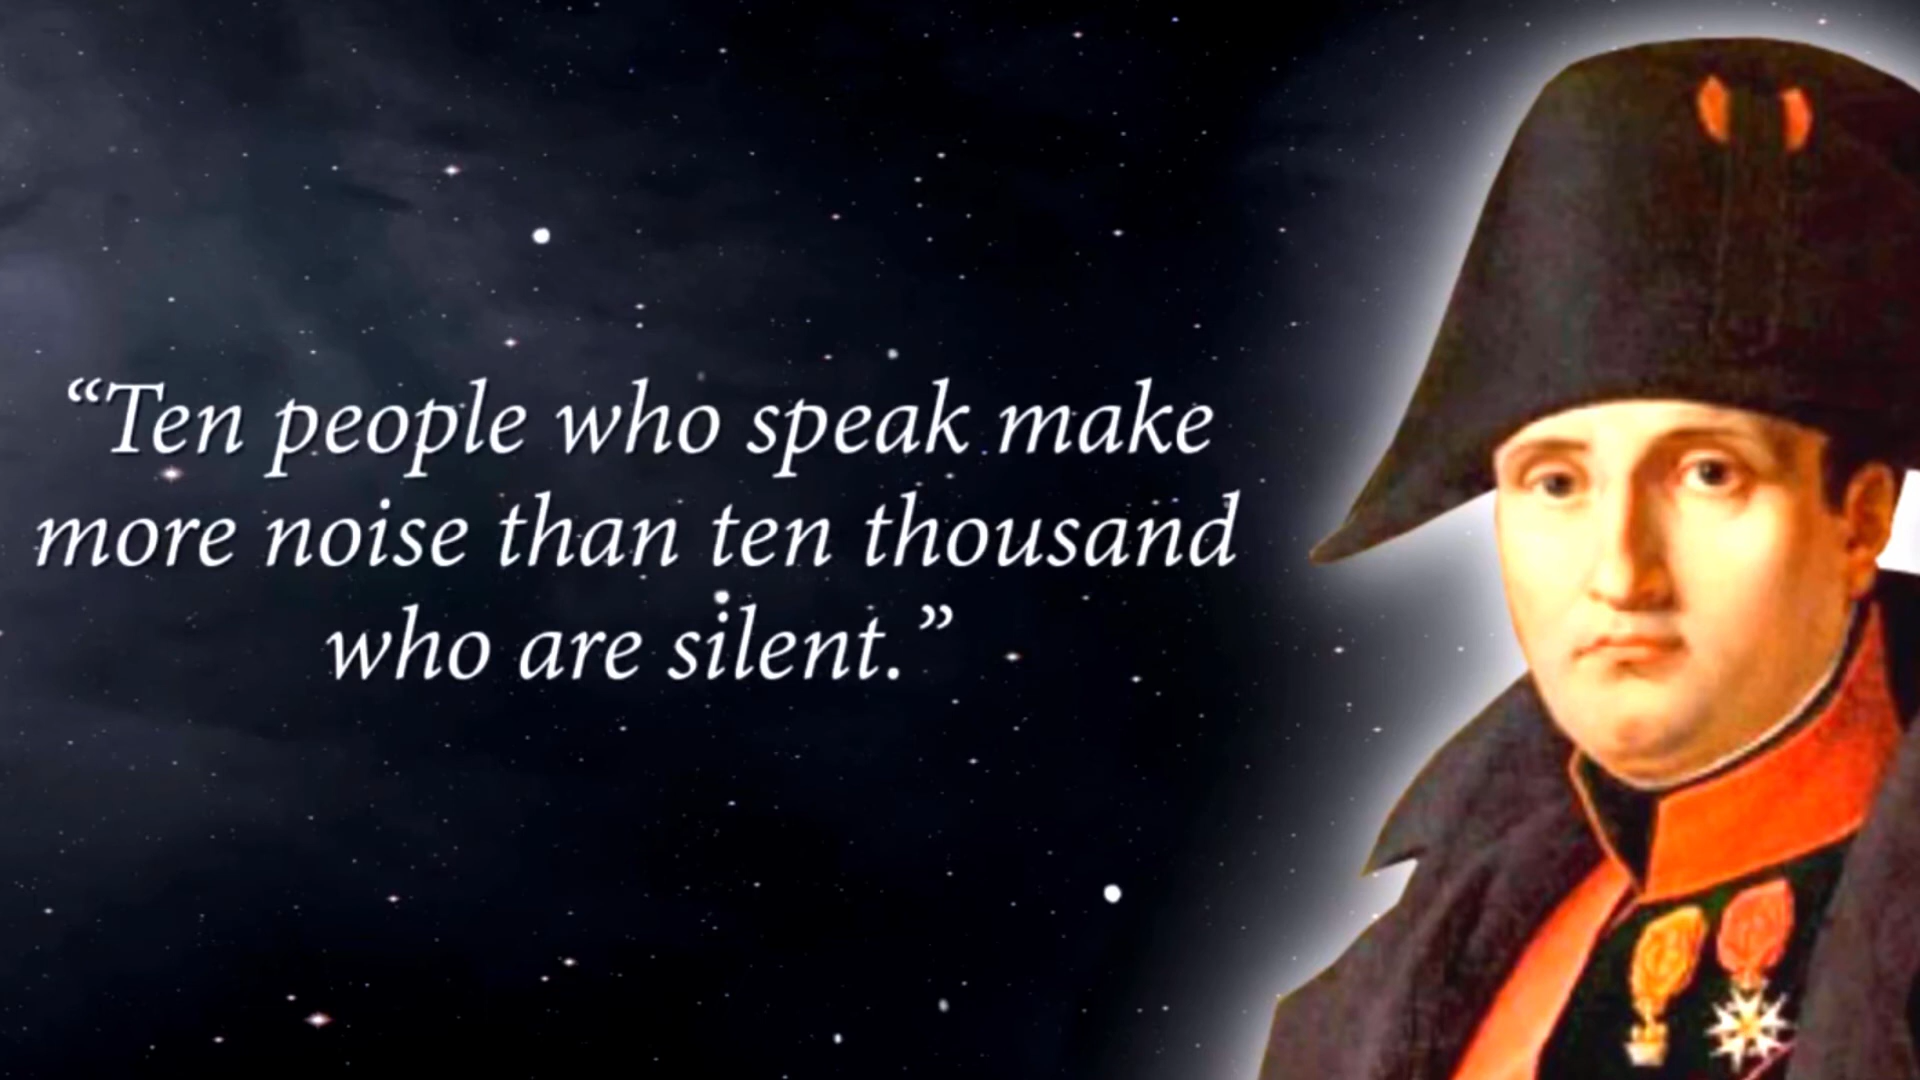 “Ten people who speak make
more noise than ten thousand
who are silent.”